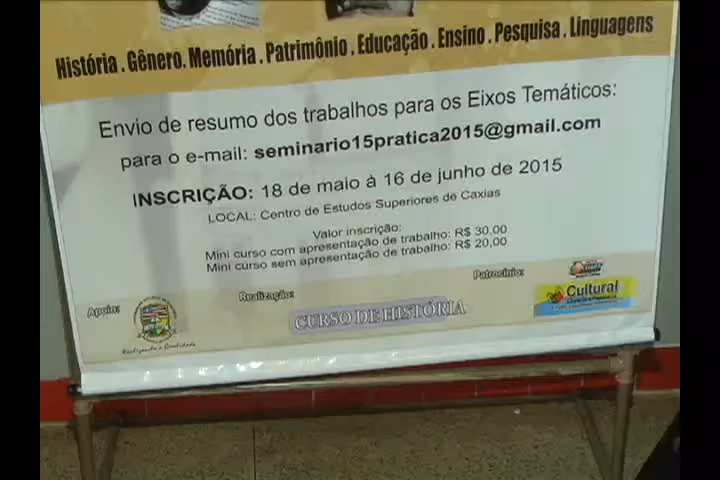 História . Gênero. Memória . Patrimônio . Educação . Ensino . Pesquisa . Linguagens
Envio de resumo dos trabalhos para os Eixos Temáticos:
para o e-mail: seminario15pratica2015@gmail.com
INSCRIÇÃO: 18 de maio à 16 de junho de 2015
LOCAL: Centro de Estudos Superiores de Caxias
Valor inscrição:
Mini curso com apresentação de trabalho: R$ 30,00
Mini curso sem apresentação de trabalho: R$ 20,00
Apoio:
Realização:
Patrocínio:
CURSO DE HISTÓRIA
Cultural